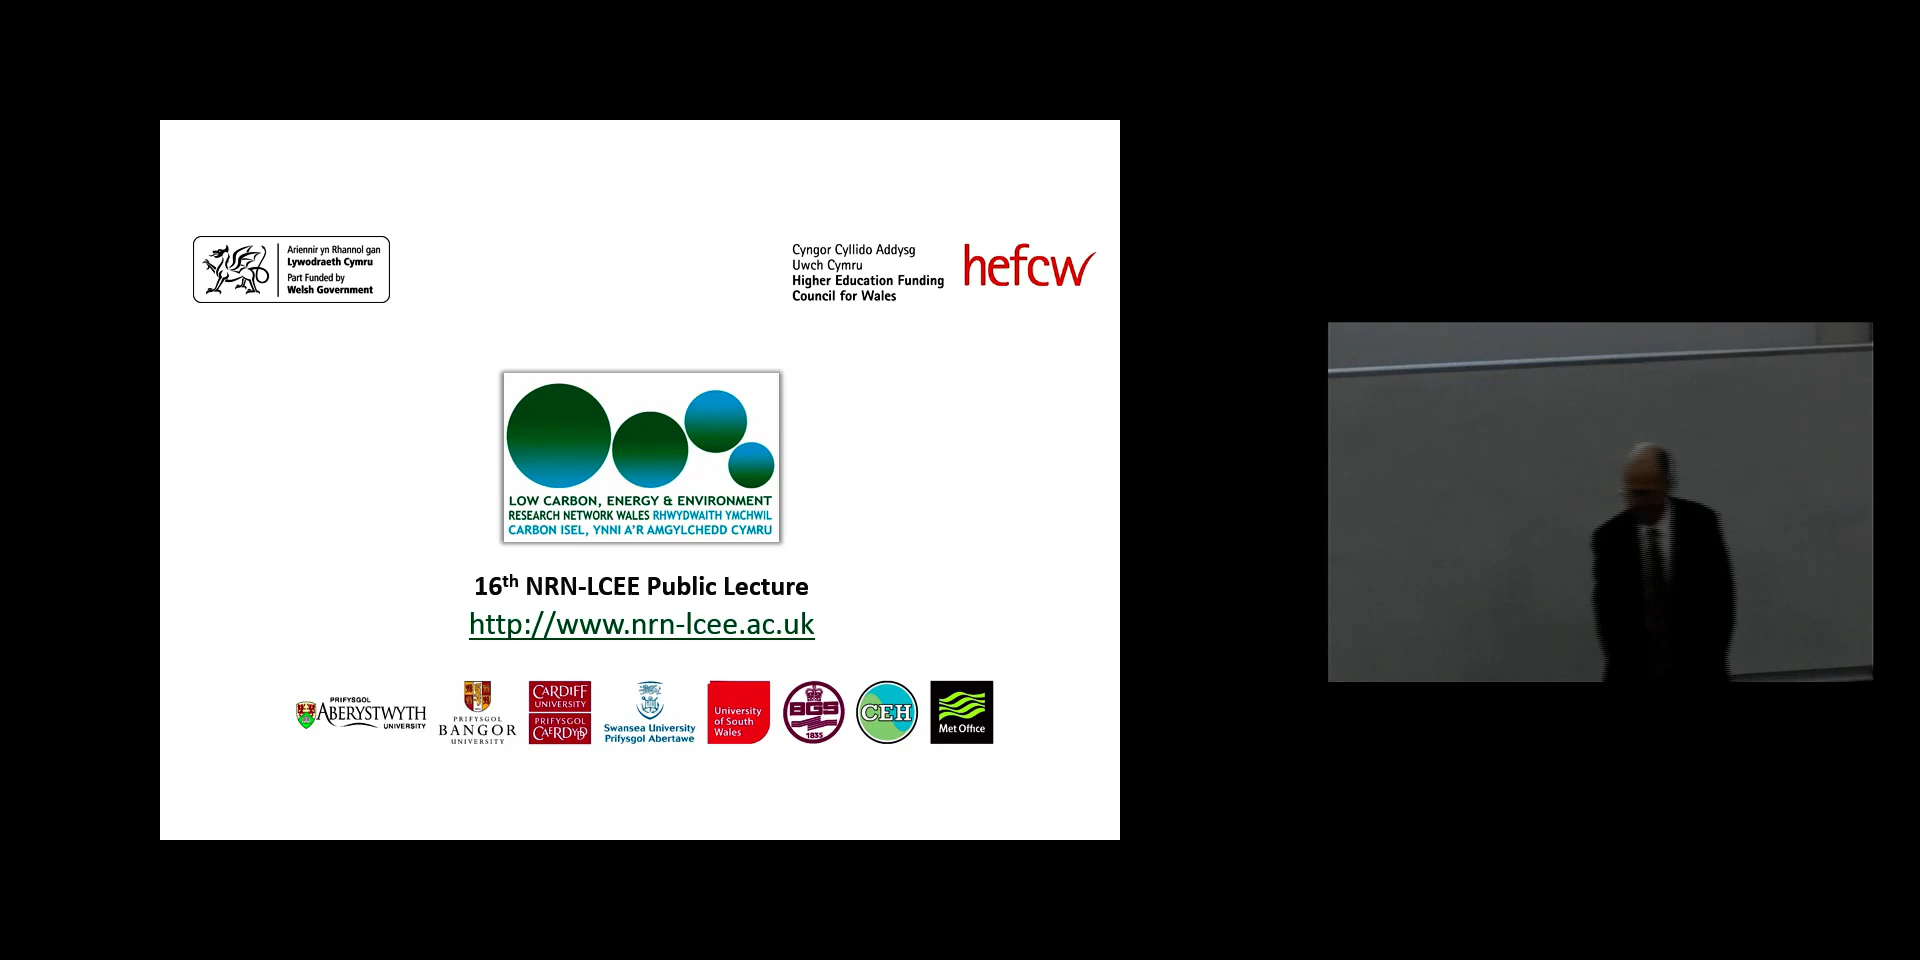 Ariennir yn Rhannol gan
Lywodraeth Cymru
Part Funded by
Welsh Government
Cyngor Cyllido Addysg
Uwch Cymru
Higher Education Funding
Council for Wales
hefcw
LOW CARBON, ENERGY & ENVIRONMENT
RESEARCH NETWORK WALES RHWYDWAITH YMCHWIL
CARBON ISEL, YNNI A'R AMGYLCHEDD CYMRU
16th NRN-LCEE Public Lecture
http://www.nrn-lcee.ac.uk
PRIFYSGOL
ABERYSTWYTH
UNIVERSITY
PRIFYSGOL
BANGOR
UNIVERSITY
CARDIFF
UNIVERSITY
PRIFYSGOL
CAERDYDD
Swansea University
Prifysgol Abertawe
University
of South
Wales
BGS
1835
CEH
Met Office